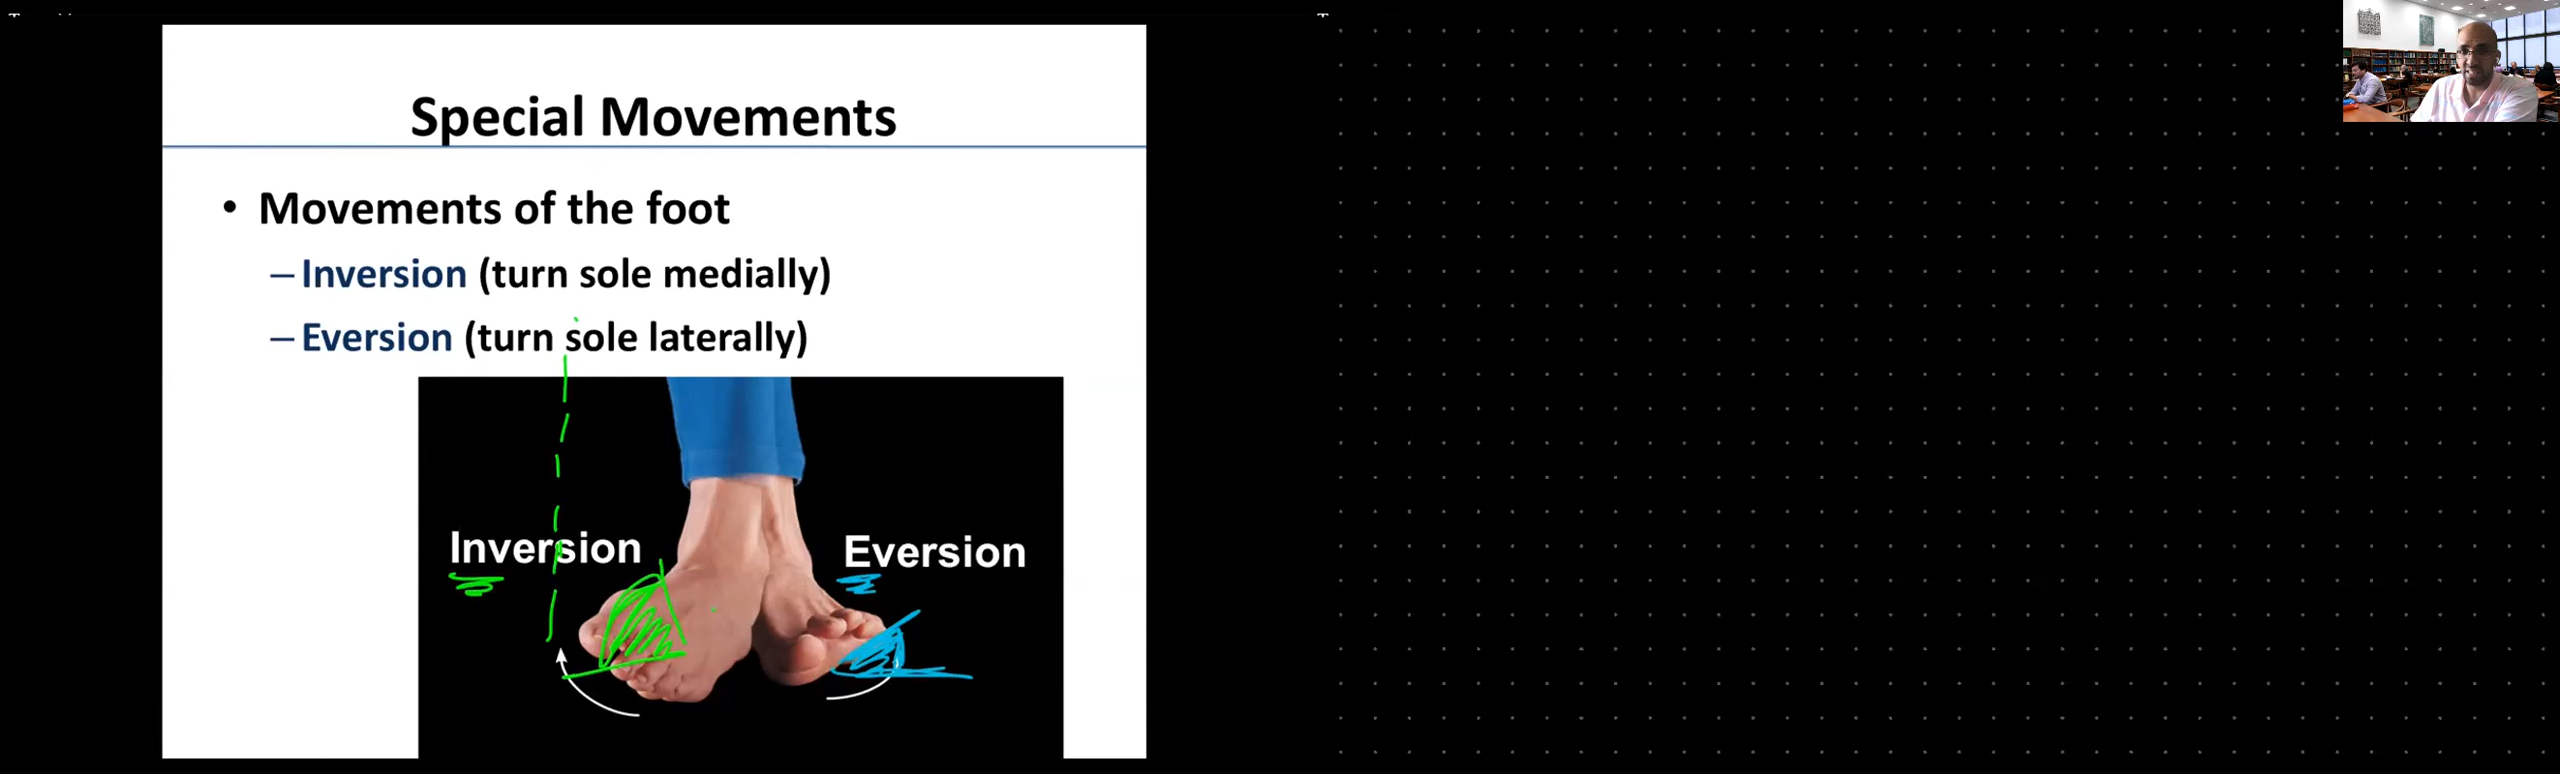 Special Movements
• Movements of the foot
– Inversion (turn sole medially)
– Eversion (turn sole laterally)
Inversion
Eversion